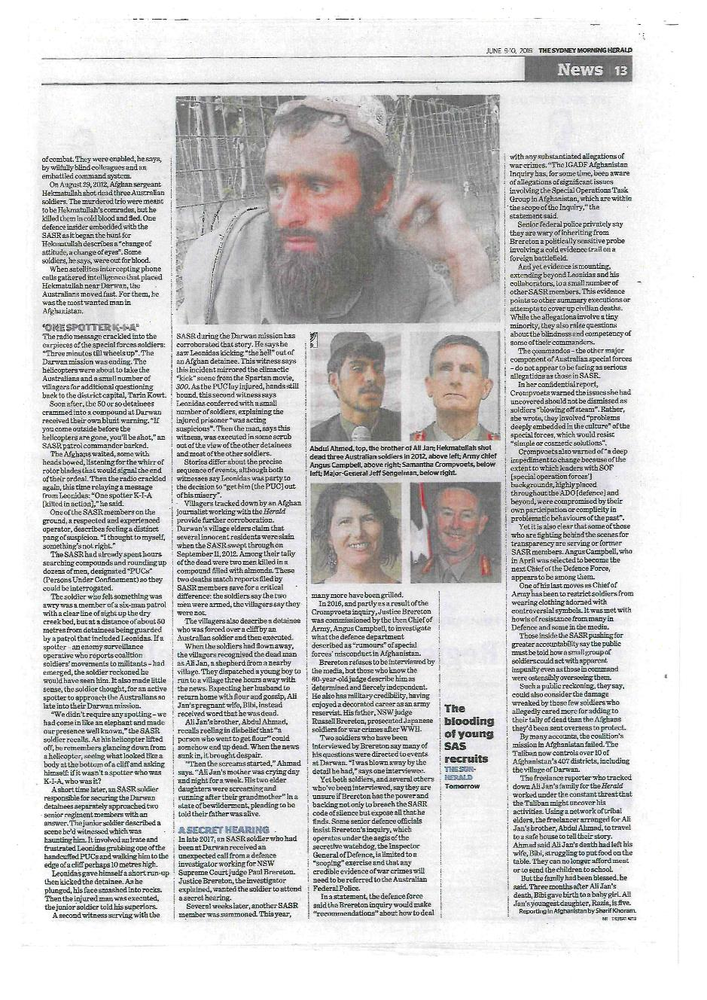 JUNE 9-10, 2018 THE SYDNEY MORNING HERALD
News 13
of combat. They were enabled, he says,
by wilfully blind colleagues and an
embattled command system.
On August 29, 2012, Afghan sergeant
Hekmatullah shot dead three Australian
soldiers. The murdered trio were meant
to be Hekmatullah's comrades, but he
killed them in cold blood and fled. One
defence insider embedded with the
SASR as it began the hunt for
Hekmatullah describes a "change of
attitude, a change of eyes". Some
soldiers, he says, were out for blood.
When satellites intercepting phone
calls gathered intelligence that placed
Hekmatullah near Darwan, the
Australians moved fast. For them, he
was the most wanted man in
Afghanistan.
'ONE SPOTTER K-I-A'
The radio message crackled into the
earpieces of the special forces soldiers:
"Three minutes till wheels up". The
Darwan mission was ending. The
helicopters were about to take the
Australians and a small number of
villagers for additional questioning
back to the district capital, Tarin Kowt.
Soon after, the 50 or so detainees
crammed into a compound at Darwan
received their own blunt warning. "If
you come outside before the
helicopters are gone, you'll be shot," an
SASR patrol commander barked.
The Afghans waited, some with
heads bowed, listening for the whirr of
rotor blades that would signal the end
of their ordeal. Then the radio crackled
again, this time relaying a message
from Leonidas: "One spotter K-I-A
[killed in action]," he said.
One of the SASR members on the
ground, a respected and experienced
operator, describes feeling a distinct
pang of suspicion. "I thought to myself,
something's not right."
The SASR had already spent hours
searching compounds and rounding up
dozens of men, designated "PUCs"
(Persons Under Confinement) so they
could be interrogated.
The soldier who felt something was
awry was a member of a six-man patrol
with a clear line of sight up the dry
creek bed, but at a distance of about 50
metres from detainees being guarded
by a patrol that included Leonidas. If a
spotter – an enemy surveillance
operative who reports coalition
soldiers' movements to militants – had
emerged, the soldier reckoned he
would have seen him. It also made little
sense, the soldier thought, for an active
spotter to approach the Australians so
late into their Darwan mission.
"We didn't require any spotting – we
had come in like an elephant and made
our presence well known," the SASR
soldier recalls. As his helicopter lifted
off, he remembers glancing down from
a helicopter, seeing what looked like a
body at the bottom of a cliff and asking
himself: if it wasn't a spotter who was
K-I-A, who was it?
A short time later, an SASR soldier
responsible for securing the Darwan
detainees separately approached two
senior regiment members with an
answer. The junior soldier described a
scene he'd witnessed which was
haunting him. It involved an irate and
frustrated Leonidas grabbing one of the
handcuffed PUCs and walking him to the
edge of a cliff perhaps 10 metres high.
Leonidas gave himself a short run-up
then kicked the detainee. As he
plunged, his face smashed into rocks.
Then the injured man was executed,
the junior soldier told his superiors.
A second witness serving with the
SASR during the Darwan mission has
corroborated that story. He says he
saw Leonidas kicking "the hell" out of
an Afghan detainee. This witness says
this incident mirrored the climactic
"kick" scene from the Spartan movie,
300. As the PUC lay injured, hands still
bound, this second witness says
Leonidas conferred with a small
number of soldiers, explaining the
injured prisoner "was acting
suspicious". Then the man, says this
witness, was executed in some scrub
out of the view of the other detainees
and most of the other soldiers.
Stories differ about the precise
sequence of events, although both
witnesses say Leonidas was party to
the decision to "get him [the PUC] out
of his misery".
Villagers tracked down by an Afghan
journalist working with the Herald
provide further corroboration.
Darwan's village elders claim that
several innocent residents were slain
when the SASR swept through on
September 11, 2012. Among their tally
of the dead were two men killed in a
compound filled with almonds. These
two deaths match reports filed by
SASR members save for a critical
difference: the soldiers say the two
men were armed, the villagers say they
were not.
The villagers also describe a detainee
who was forced over a cliff by an
Australian soldier and then executed.
When the soldiers had flown away,
the villagers recognised the dead man
as Ali Jan, a shepherd from a nearby
village. They dispatched a young boy to
run to a village three hours away with
the news. Expecting her husband to
return home with flour and gossip, Ali
Jan's pregnant wife, Bibi, instead
received word that he was dead.
Ali Jan's brother, Abdul Ahmad,
recalls reeling in disbelief that "a
person who went to get flour" could
somehow end up dead. When the news
sunk in, it brought despair.
"Then the screams started," Ahmad
says. "Ali Jan's mother was crying day
and night for a week. His two elder
daughters were screaming and
running after their grandmother" in a
state of bewilderment, pleading to be
told their father was alive.
A SECRET HEARING
In late 2017, an SASR soldier who had
been at Darwan received an
unexpected call from a defence
investigator working for NSW
Supreme Court judge Paul Brereton.
Justice Brereton, the investigator
explained, wanted the soldier to attend
a secret hearing.
Several weeks later, another SASR
member was summoned. This year,
Abdul Ahmed, top, the brother of Ali Jan; Hekmatullah shot
dead three Australian soldiers in 2012, above left; Army chief
Angus Campbell, above right; Samantha Crompvoets, below
left; Major-General Jeff Sengelman, below right.
many more have been grilled.
In 2016, and partly as a result of the
Crompvoets inquiry, Justice Brereton
was commissioned by the then Chief of
Army, Angus Campbell, to investigate
what the defence department
described as "rumours" of special
forces' misconduct in Afghanistan.
Brereton refuses to be interviewed by
the media, but those who know the
60-year-old judge describe him as
determined and fiercely independent.
He also has military credibility, having
enjoyed a decorated career as an army
reservist. His father, NSW judge
Russell Brereton, prosecuted Japanese
soldiers for war crimes after WWII.
Two soldiers who have been
interviewed by Brereton say many of
his questions were directed to events
at Darwan. "I was blown away by the
detail he had," says one interviewee.
Yet both soldiers, and several others
who've been interviewed, say they are
unsure if Brereton has the power and
backing not only to breach the SASR
code of silence but expose all that he
finds. Some senior defence officials
insist Brereton's inquiry, which
operates under the aegis of the
secretive watchdog, the inspector
General of Defence, is limited to a
"scoping" exercise and that any
credible evidence of war crimes will
need to be referred to the Australian
Federal Police.
In a statement, the defence force
said the Brereton inquiry would make
"recommendations" about how to deal
The
blooding
of young
SAS
recruits
THE SUN-
HERALD
Tomorrow
with any substantiated allegations of
war crimes. "The IGADF Afghanistan
Inquiry has, for some time, been aware
of allegations of significant issues
involving the Special Operations Task
Group in Afghanistan, which are within
the scope of the Inquiry," the
statement said.
Senior federal police privately say
they are wary of inheriting from
Brereton a politically sensitive probe
involving a cold evidence trail on a
foreign battlefield.
And yet evidence is mounting,
extending beyond Leonidas and his
collaborators, to a small number of
other SASR members. This evidence
points to other summary executions or
attempts to cover up civilian deaths.
While the allegations involve a tiny
minority, they also raise questions
about the blindness and competency of
some of their commanders.
The commandos – the other major
component of Australian special forces
– do not appear to be facing as serious
allegations as those in SASR.
In her confidential report,
Crompvoets warned the issues she had
uncovered should not be dismissed as
soldiers "blowing off steam". Rather,
she wrote, they involved "problems
deeply embedded in the culture" of the
special forces, which would resist
"simple or cosmetic solutions".
Crompvoets also warned of "a deep
impediment to change because of the
extent to which leaders with SOF
[special operation forces']
backgrounds, highly placed
throughout the ADO [defence] and
beyond, were compromised by their
own participation or complicity in
problematic behaviours of the past".
Yet it is also clear that some of those
who are fighting behind the scenes for
transparency are serving or former
SASR members. Angus Campbell, who
in April was selected to become the
next Chief of the Defence Force,
appears to be among them.
One of his last moves as Chief of
Army has been to restrict soldiers from
wearing clothing adorned with
controversial symbols. It was met with
howls of resistance from many in
Defence and some in the media.
Those inside the SASR pushing for
greater accountability say the public
must be told how a small group of
soldiers could act with apparent
impunity even as those in command
were ostensibly overseeing them.
Such a public reckoning, they say,
could also consider the damage
wreaked by those few soldiers who
allegedly cared more for adding to
their tally of dead than the Afghans
they'd been sent overseas to protect.
By many accounts, the coalition's
mission in Afghanistan failed. The
Taliban now controls over 10 of
Afghanistan's 407 districts, including
the village of Darwan.
The freelance reporter who tracked
down Ali Jan's family for the Herald
worked under the constant threat that
the Taliban might uncover his
activities. Using a network of tribal
elders, the freelancer arranged for Ali
Jan's brother, Abdul Ahmad, to travel
to a safe house to tell their story.
Ahmad said Ali Jan's death had left his
wife, Bibi, struggling to put food on the
table. They can no longer afford meat
or to send the children to school.
But the family had been blessed, he
said. Three months after Ali Jan's
death, Bibi gave birth to a baby girl. Ali
Jan's youngest daughter, Razia, is five.
Reporting in Afghanistan by Sharif Khoram.